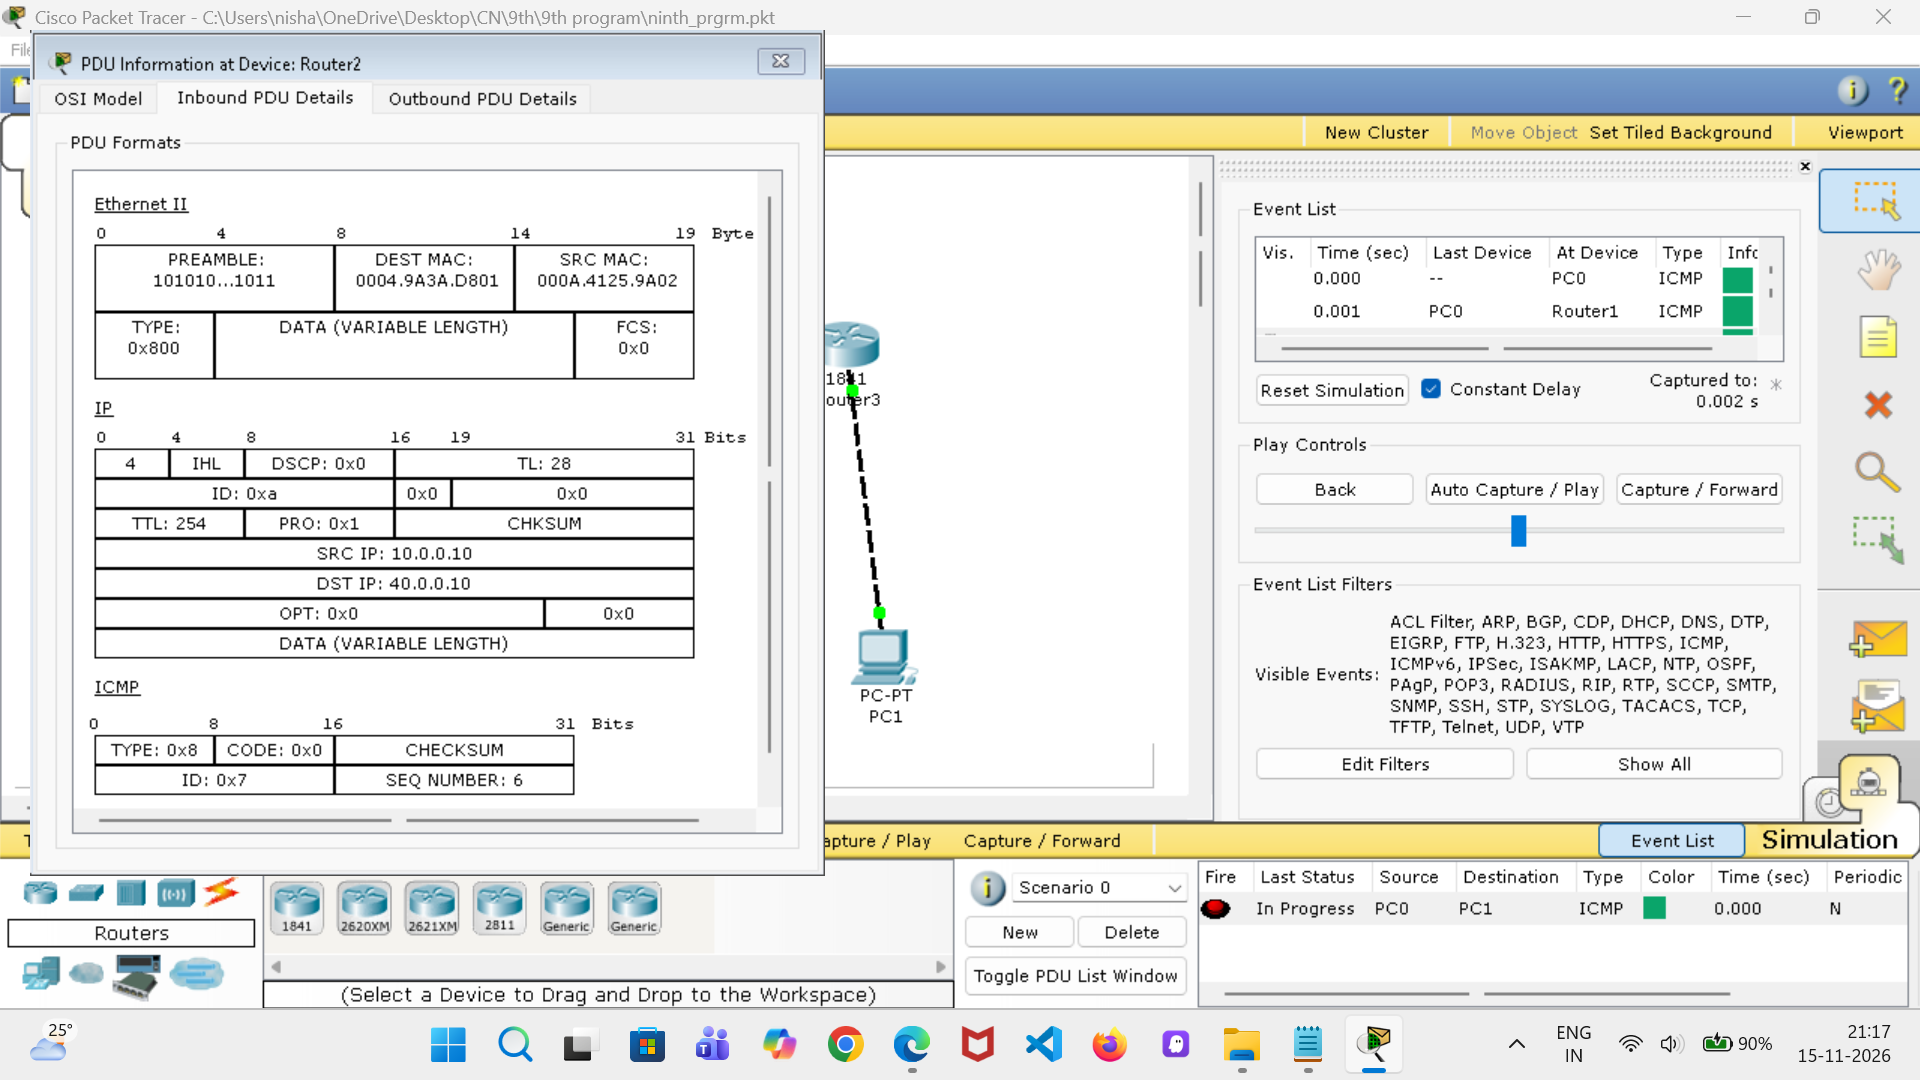 Cisco Packet Tracer - C:\Users\nisha\OneDrive\Desktop\CN\9th\9th program\ninth_prgrm.pkt
PDU Information at Device: Router2
OSI Model
Inbound PDU Details
Outbound PDU Details
PDU Formats
Ethernet II
0 4 8 14 19 Byte
PREAMBLE: DEST MAC: SRC MAC:
101010...1011 0004.9A3A.D801 000A.4125.9A02
TYPE: DATA (VARIABLE LENGTH) FCS:
0x800 0x0
IP
0 4 8 16 19 31 Bits
4 IHL DSCP: 0x0 TL: 28
ID: 0xa 0x0 0x0
TTL: 254 PRO: 0x1 CHKSUM
SRC IP: 10.0.0.10
DST IP: 40.0.0.10
OPT: 0x0 0x0
DATA (VARIABLE LENGTH)
ICMP
0 8 16 31 Bits
TYPE: 0x8 CODE: 0x0 CHECKSUM
ID: 0x7 SEQ NUMBER: 6
New Cluster
Move Object
Set Tiled Background
Viewport
1841
outer3
PC-PT
PC1
Event List
Vis. Time (sec) Last Device At Device Type Info
0.000 -- PC0 ICMP
0.001 PC0 Router1 ICMP
Reset Simulation
Constant Delay
Captured to: *
0.002 s
Play Controls
Back
Auto Capture / Play
Capture / Forward
Event List Filters
Visible Events:
ACL Filter, ARP, BGP, CDP, DHCP, DNS, DTP,
EIGRP, FTP, H.323, HTTP, HTTPS, ICMP,
ICMPv6, IPSec, ISAKMP, LACP, NTP, OSPF,
PAgP, POP3, RADIUS, RIP, RTP, SCCP, SMTP,
SNMP, SSH, STP, SYSLOG, TACACS, TCP,
TFTP, Telnet, UDP, VTP
Edit Filters
Show All
apture / Play
Capture / Forward
Event List
Simulation
Routers
1841
2620XM
2621XM
2811
Generic
Generic
(Select a Device to Drag and Drop to the Workspace)
Scenario 0
New
Delete
Toggle PDU List Window
Fire Last Status Source Destination Type Color Time (sec) Periodic
In Progress PC0 PC1 ICMP 0.000 N
25°
ENG
IN
90%
21:17
15-11-2026